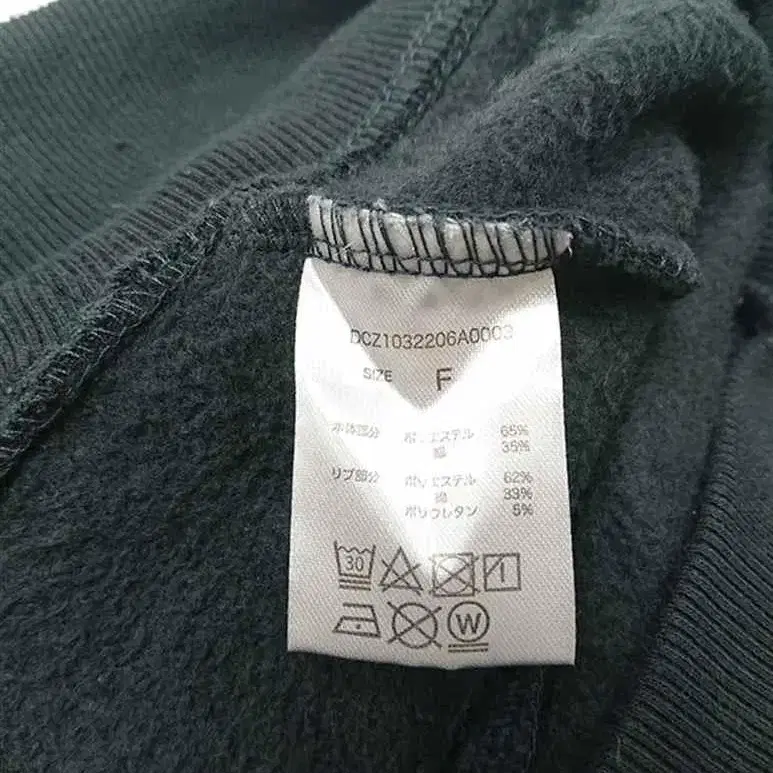 DCZ1032206A0003
SIZE F
本体部分 ポリエステル 65%
綿 35%
リブ部分 ポリエステル 62%
綿 33%
ポリウレタン 5%
30
W